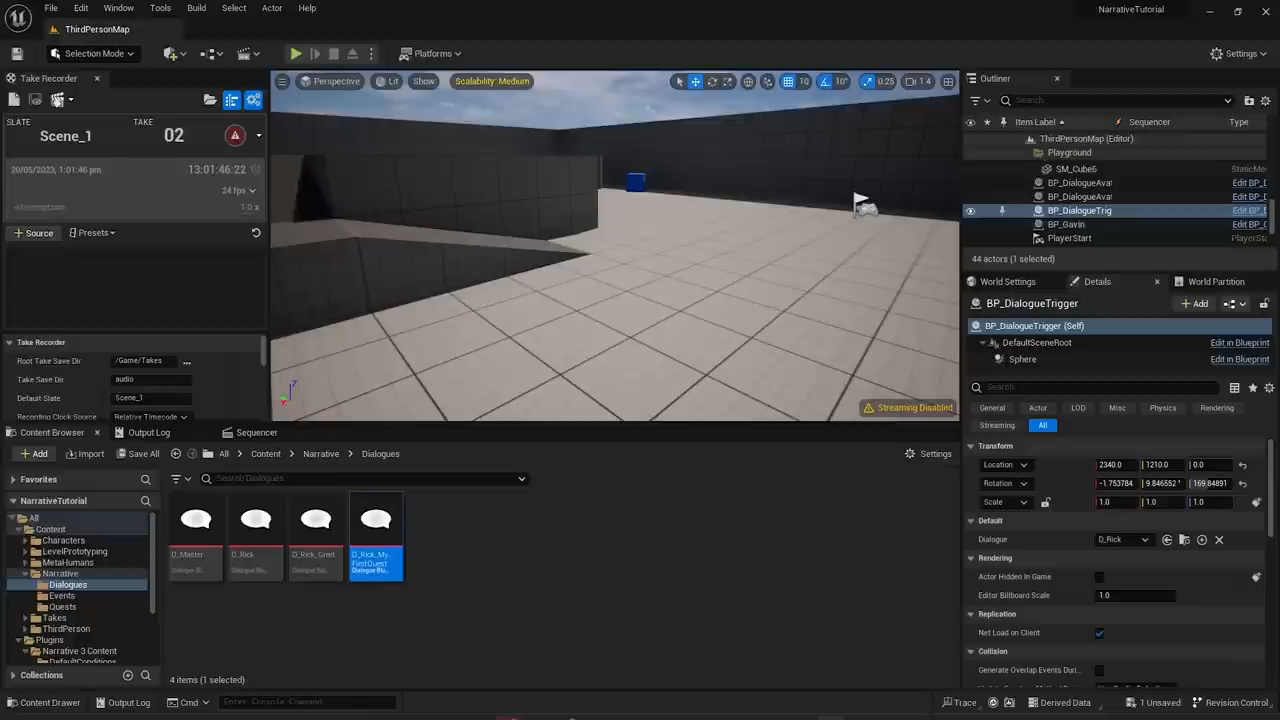 File
Edit
Window
Tools
Build
Select
Actor
Help
NarrativeTutorial
ThirdPersonMap
Selection Mode
Platforms
Settings
Take Recorder
SLATE
TAKE
Scene_1
02
20/05/2023, 1:01:46 pm
13:01:46:22
24 fps
1.0 x
+ Source
Presets
Take Recorder
Root Take Save Dir
/Game/Takes
Take Save Dir
audio
Default Slate
Scene_1
Recording Clock Source
Relative Timecode
Perspective
Lit
Show
Scalability: Medium
10
10°
0.25
1 4
Streaming Disabled
Outliner
Search...
Item Label
Sequencer
Type
ThirdPersonMap (Editor)
Playground
SM_Cube6
StaticMe
BP_DialogueAvat
Edit BP_D
BP_DialogueAvat
Edit BP_D
BP_DialogueTrig
Edit BP_D
BP_Gavin
Edit BP_C
PlayerStart
PlayerSta
44 actors (1 selected)
World Settings
Details
World Partition
BP_DialogueTrigger
+ Add
BP_DialogueTrigger (Self)
DefaultSceneRoot
Edit in Blueprint
Sphere
Edit in Blueprint
Search
General
Actor
LOD
Misc
Physics
Rendering
Streaming
All
Transform
Location
2340.0
1210.0
0.0
Rotation
-1.753784
9.846552 °
169.84891
Scale
1.0
1.0
1.0
Default
Dialogue
D_Rick
Rendering
Actor Hidden In Game
Editor Billboard Scale
1.0
Replication
Net Load on Client
Collision
Generate Overlap Events Duri...
Content Browser
Output Log
Sequencer
+ Add
Import
Save All
All
Content
Narrative
Dialogues
Settings
Favorites
Search Dialogues
NarrativeTutorial
All
Content
Characters
LevelPrototyping
MetaHumans
Narrative
Dialogues
Events
Quests
Takes
ThirdPerson
Plugins
Narrative 3 Content
DefaultConditions
Collections
D_Master
Dialogue Bl..
D_Rick
Dialogue Blu..
D_Rick_Greet
Dialogue Blu..
D_Rick_My
FirstQuest
Dialogue Blu..
4 items (1 selected)
Content Drawer
Output Log
Cmd
Enter Console Command
Trace
Derived Data
1 Unsaved
Revision Control